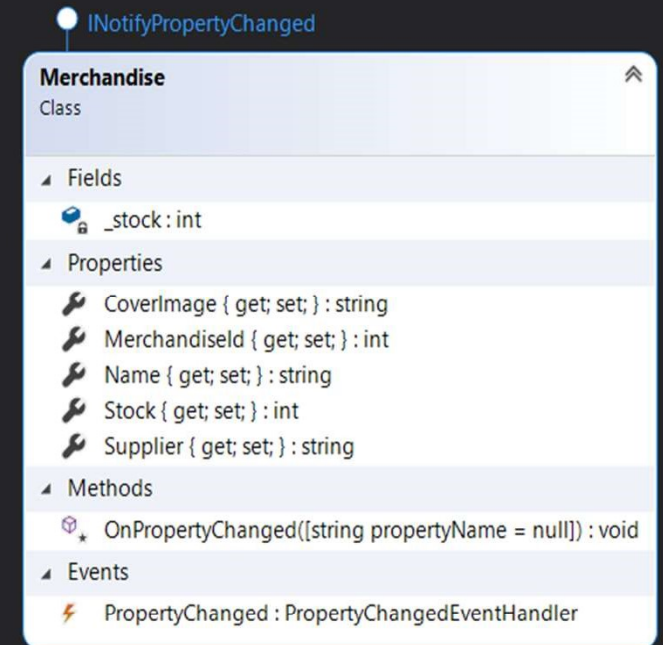 INotifyPropertyChanged
Merchandise
Class
Fields
_stock : int
Properties
CoverImage { get; set; } : string
MerchandiseId { get; set; } : int
Name { get; set; } : string
Stock { get; set; } : int
Supplier { get; set; } : string
Methods
OnPropertyChanged([string propertyName = null]) : void
Events
PropertyChanged : PropertyChangedEventHandler